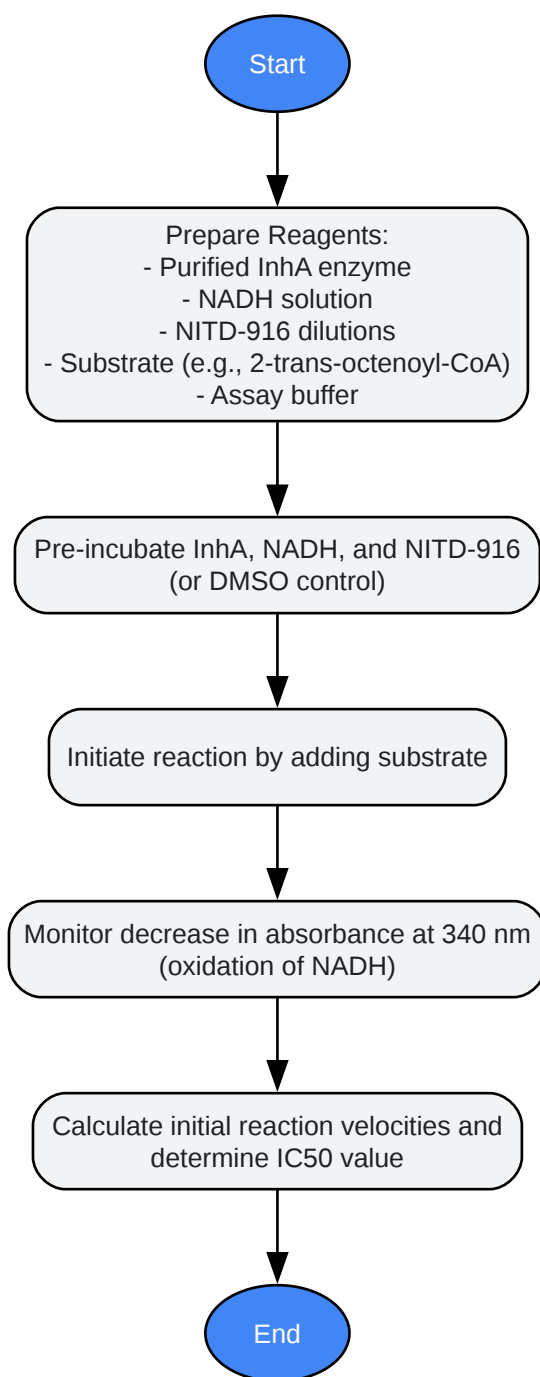 Start
Prepare Reagents:
- Purified InhA enzyme
- NADH solution
- NITD-916 dilutions
- Substrate (e.g., 2-trans-octenoyl-CoA)
- Assay buffer
Pre-incubate InhA, NADH, and NITD-916
(or DMSO control)
Initiate reaction by adding substrate
Monitor decrease in absorbance at 340 nm
(oxidation of NADH)
Calculate initial reaction velocities and
determine IC50 value
End